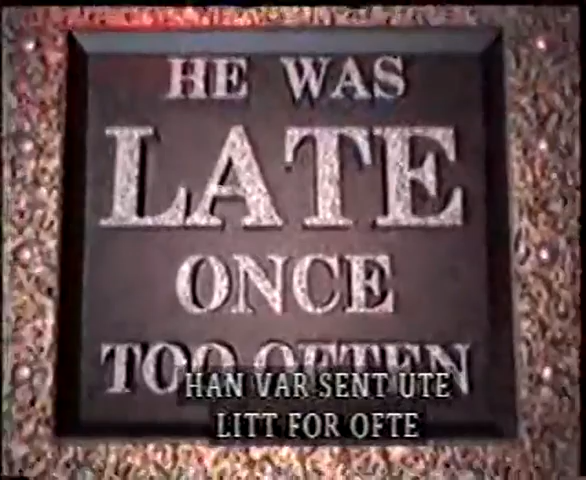 HE WAS
LATE
ONCE
TOO OFTEN
HAN VAR SENT UTE
LITT FOR OFTE